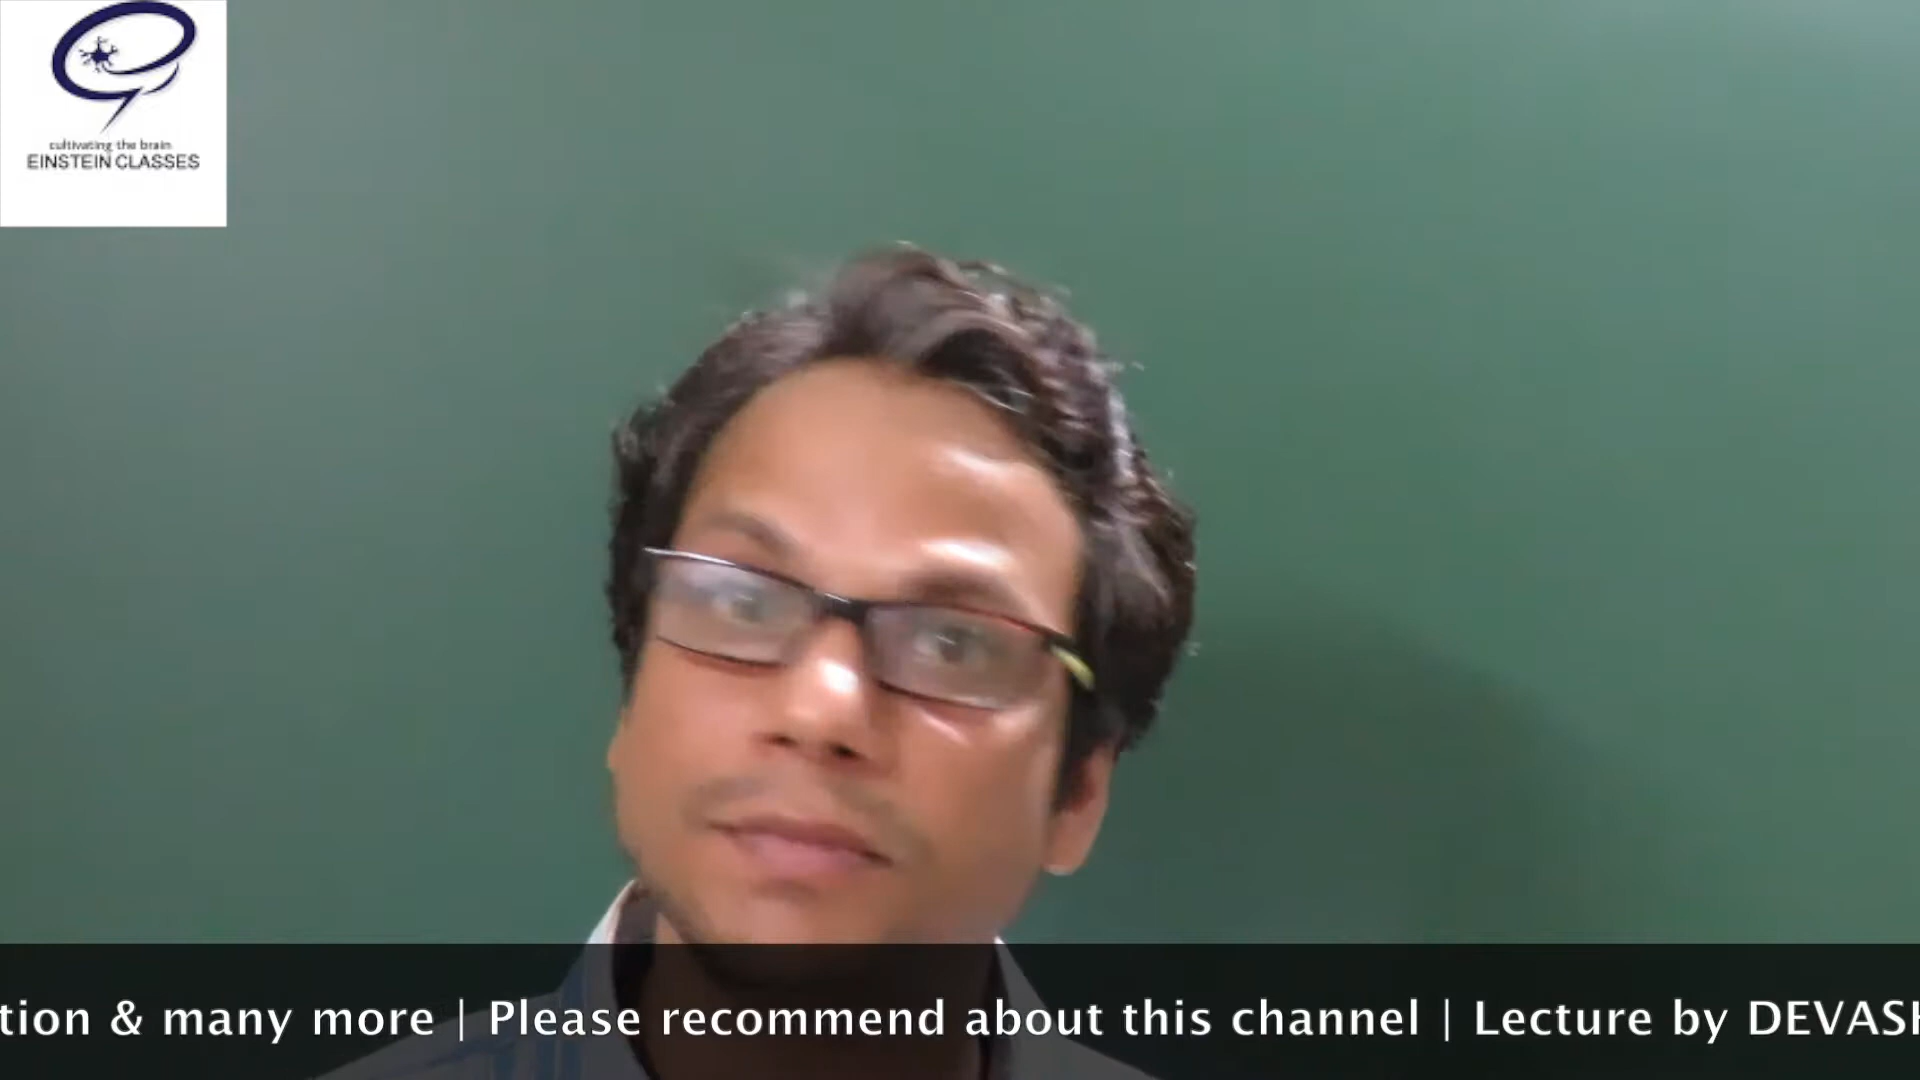 cultivating the brain
EINSTEIN CLASSES
tion & many more | Please recommend about this channel | Lecture by DEVASH